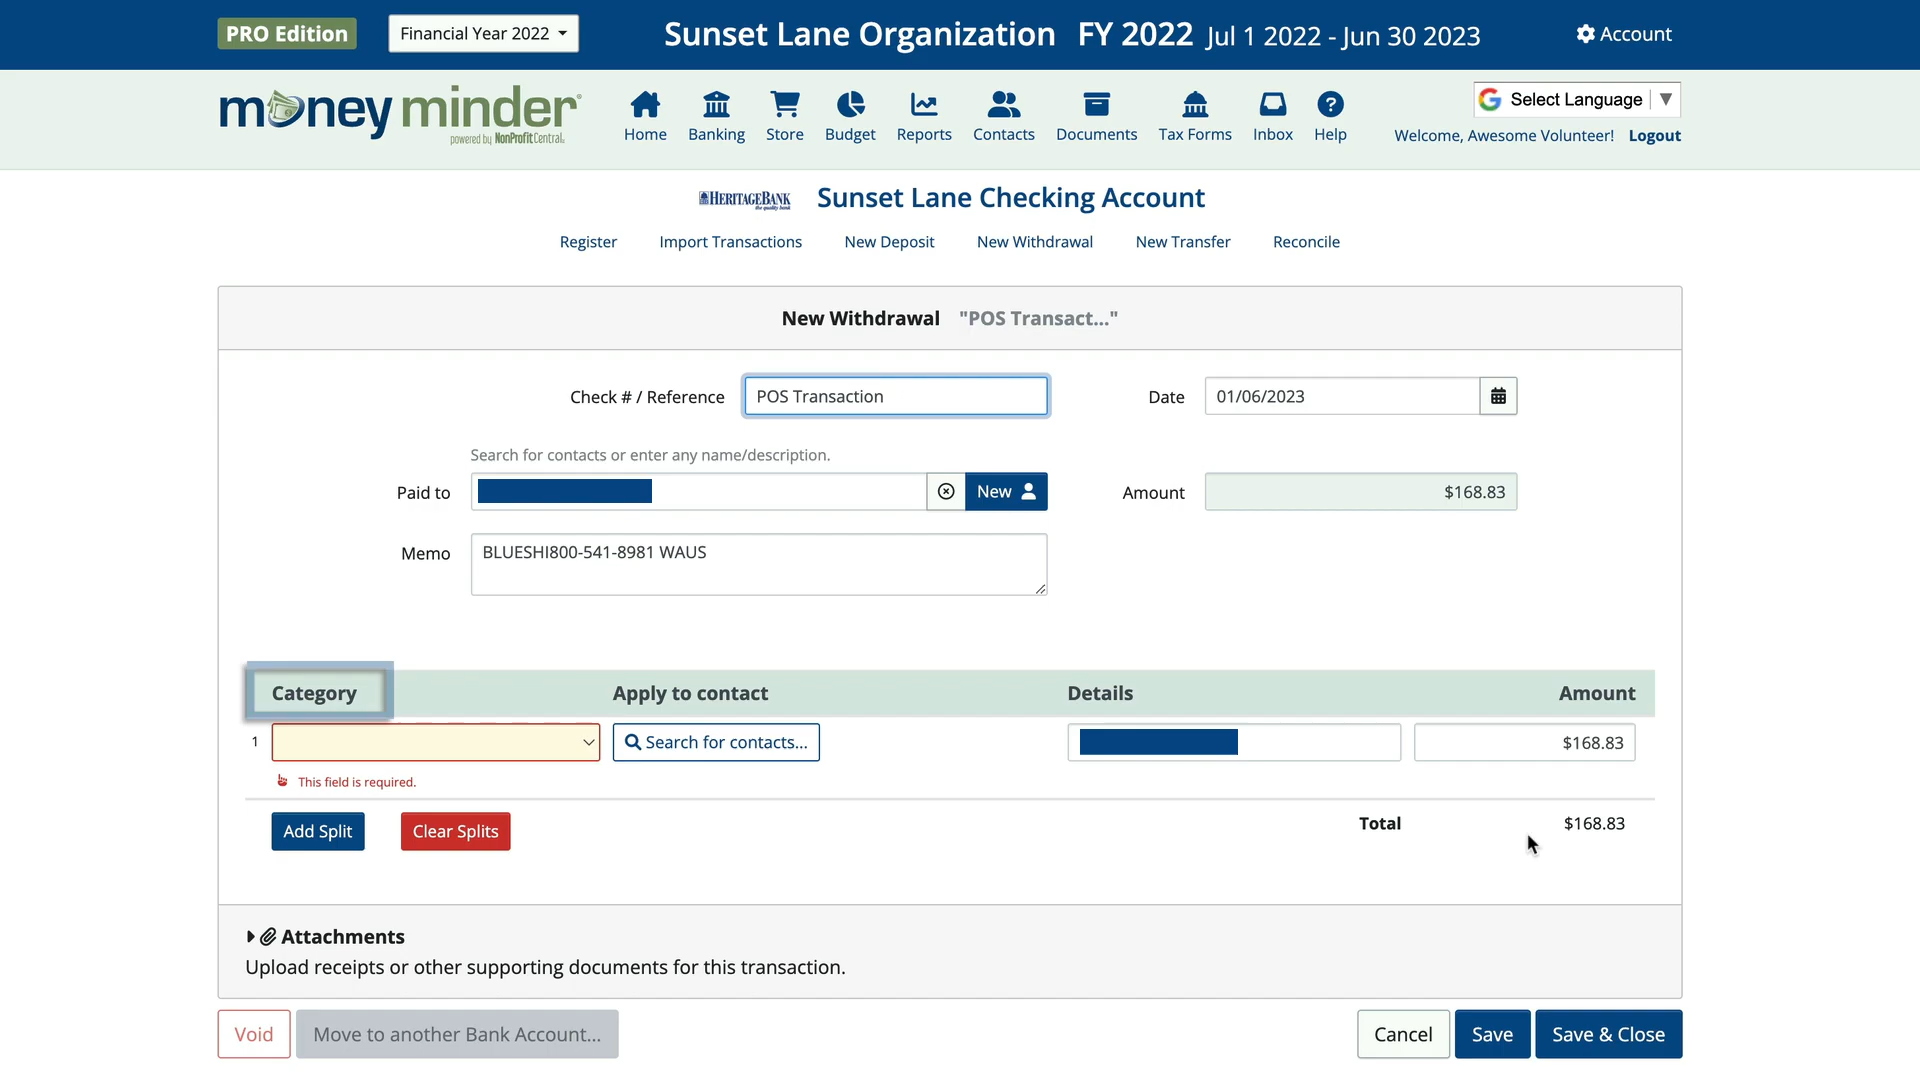 PRO Edition
Financial Year 2022
Sunset Lane Organization FY 2022 Jul 1 2022 - Jun 30 2023
Account
money minder®
powered by NonProfitCentral
Home Banking Store Budget Reports Contacts Documents Tax Forms Inbox Help
Select Language ▼
Welcome, Awesome Volunteer! Logout
HERITAGE BANK
the quality bank
Sunset Lane Checking Account
Register Import Transactions New Deposit New Withdrawal New Transfer Reconcile
New Withdrawal "POS Transact..."
Check # / Reference POS Transaction Date 01/06/2023
Search for contacts or enter any name/description.
Paid to New Amount $168.83
Memo BLUESHI800-541-8981 WAUS
Category Apply to contact Details Amount
1 Search for contacts... $168.83
This field is required.
Add Split Clear Splits Total $168.83
Attachments
Upload receipts or other supporting documents for this transaction.
Void Move to another Bank Account... Cancel Save Save & Close